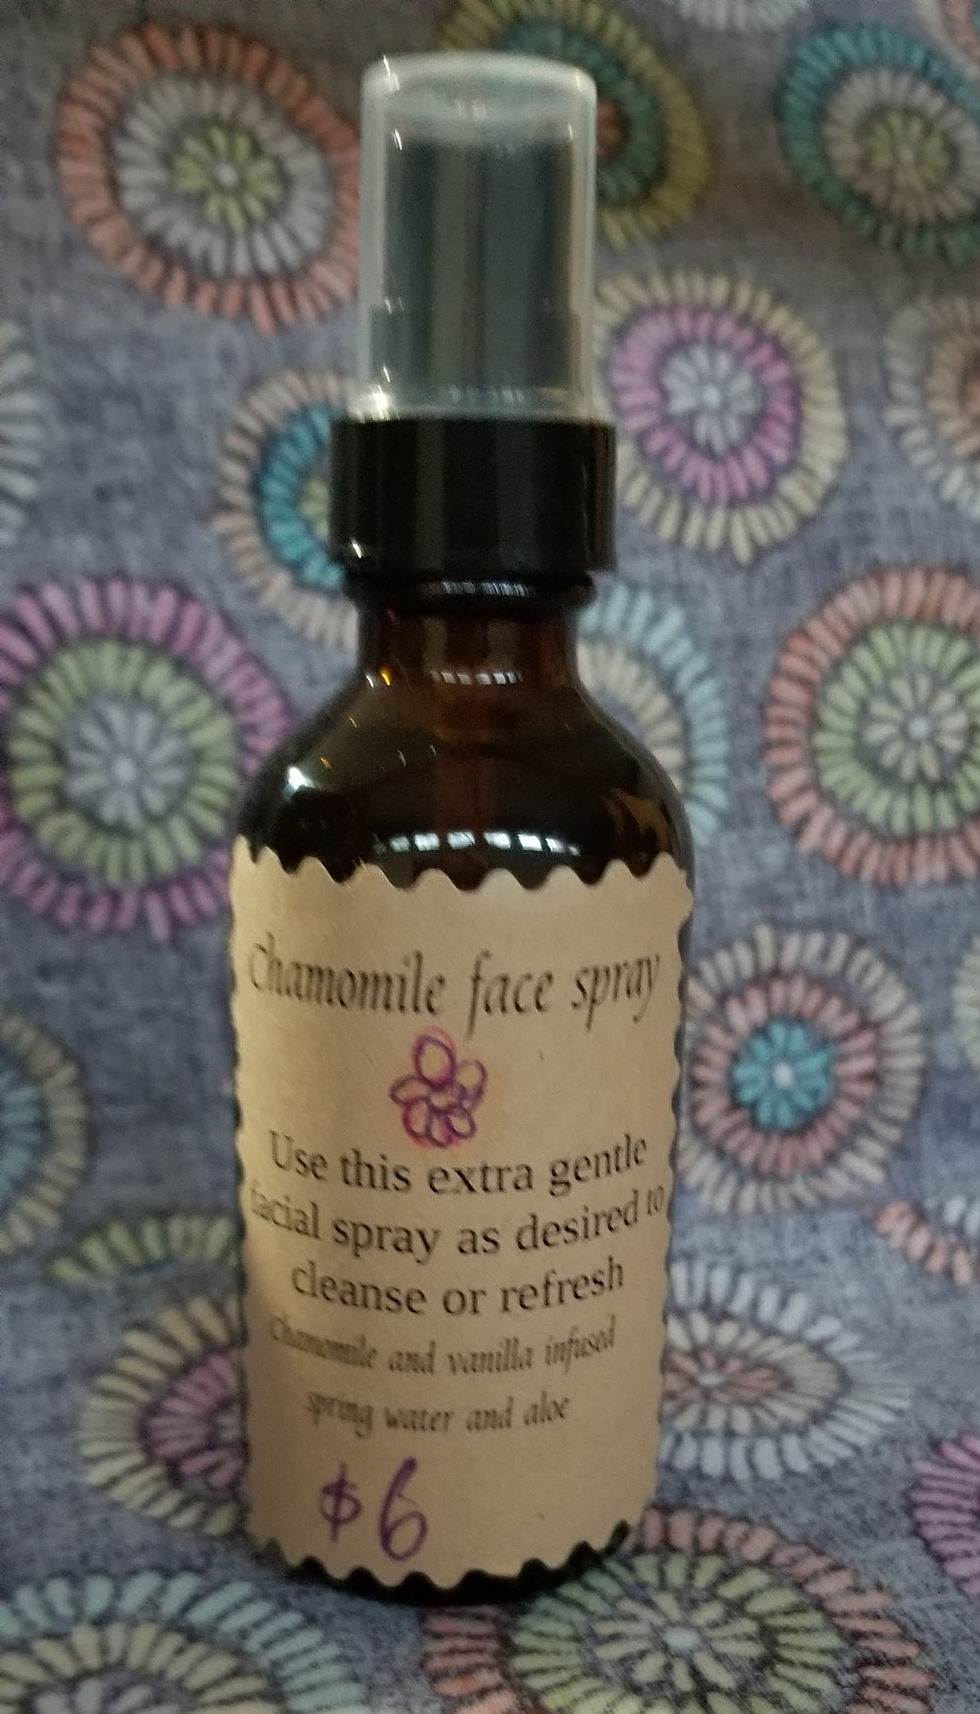 Chamomile face spray
Use this extra gentle
facial spray as desired to
cleanse or refresh
Chamomile and vanilla infused
spring water and aloe
$6